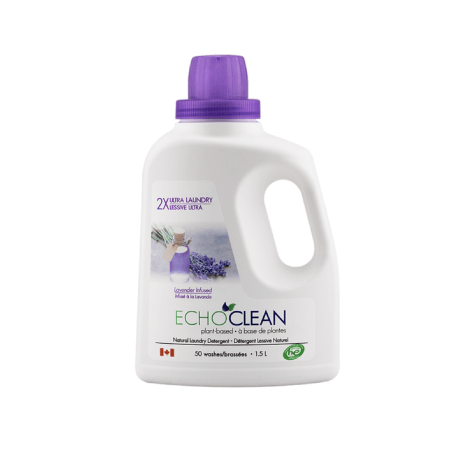 2X ULTRA LAUNDRY
LESSIVE ULTRA
Lavender Infused
Infusé à la Lavande
ECHOCLEAN
plant-based • à base de plantes
Natural Laundry Detergent • Détergent Lessive Naturel
50 washes/brassées • 1.5 L